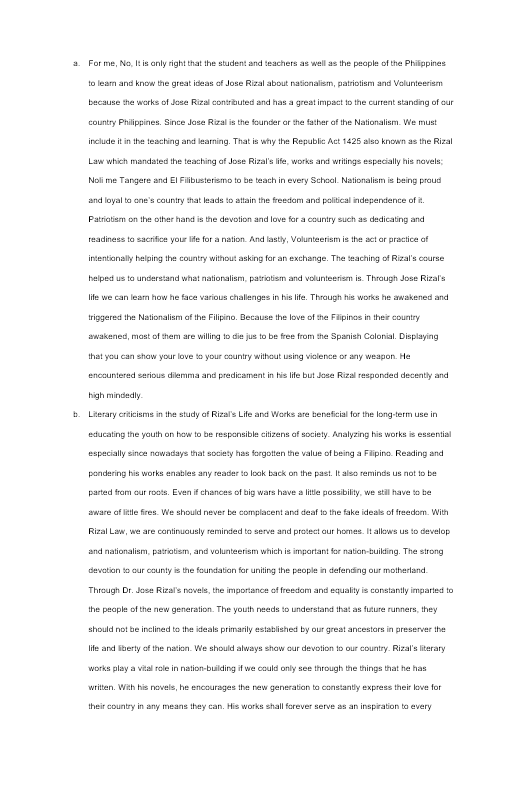 a. For me, No, It is only right that the student and teachers as well as the people of the Philippines
to learn and know the great ideas of Jose Rizal about nationalism, patriotism and Volunteerism
because the works of Jose Rizal contributed and has a great impact to the current standing of our
country Philippines. Since Jose Rizal is the founder or the father of the Nationalism. We must
include it in the teaching and learning. That is why the Republic Act 1425 also known as the Rizal
Law which mandated the teaching of Jose Rizal's life, works and writings especially his novels;
Noli me Tangere and El Filibusterismo to be teach in every School. Nationalism is being proud
and loyal to one's country that leads to attain the freedom and political independence of it.
Patriotism on the other hand is the devotion and love for a country such as dedicating and
readiness to sacrifice your life for a nation. And lastly, Volunteerism is the act or practice of
intentionally helping the country without asking for an exchange. The teaching of Rizal's course
helped us to understand what nationalism, patriotism and volunteerism is. Through Jose Rizal's
life we can learn how he face various challenges in his life. Through his works he awakened and
triggered the Nationalism of the Filipino. Because the love of the Filipinos in their country
awakened, most of them are willing to die jus to be free from the Spanish Colonial. Displaying
that you can show your love to your country without using violence or any weapon. He
encountered serious dilemma and predicament in his life but Jose Rizal responded decently and
high mindedly.
b. Literary criticisms in the study of Rizal's Life and Works are beneficial for the long-term use in
educating the youth on how to be responsible citizens of society. Analyzing his works is essential
especially since nowadays that society has forgotten the value of being a Filipino. Reading and
pondering his works enables any reader to look back on the past. It also reminds us not to be
parted from our roots. Even if chances of big wars have a little possibility, we still have to be
aware of little fires. We should never be complacent and deaf to the fake ideals of freedom. With
Rizal Law, we are continuously reminded to serve and protect our homes. It allows us to develop
and nationalism, patriotism, and volunteerism which is important for nation-building. The strong
devotion to our county is the foundation for uniting the people in defending our motherland.
Through Dr. Jose Rizal's novels, the importance of freedom and equality is constantly imparted to
the people of the new generation. The youth needs to understand that as future runners, they
should not be inclined to the ideals primarily established by our great ancestors in preserver the
life and liberty of the nation. We should always show our devotion to our country. Rizal's literary
works play a vital role in nation-building if we could only see through the things that he has
written. With his novels, he encourages the new generation to constantly express their love for
their country in any means they can. His works shall forever serve as an inspiration to every